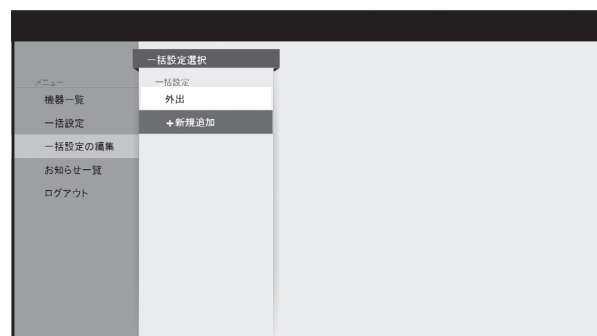 メニュー
機器一覧
一括設定
一括設定の編集
お知らせ一覧
ログアウト
一括設定選択
一括設定
外出
+新規追加